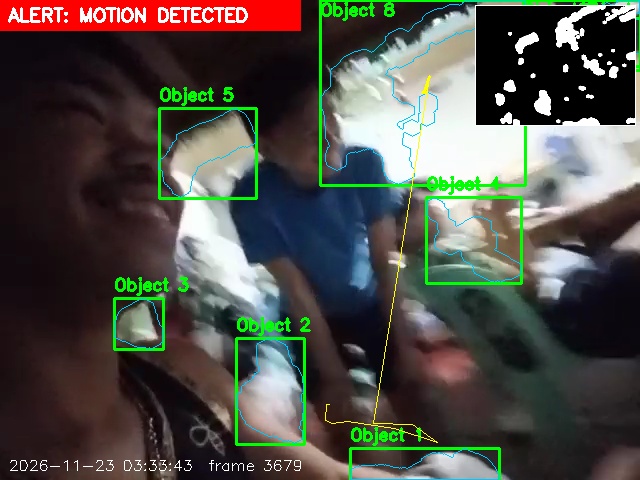 ALERT: MOTION DETECTED
Object 8
Object 5
Object 4
Object 3
Object 2
Object 1
2026-11-23 03:33:43 frame 3679